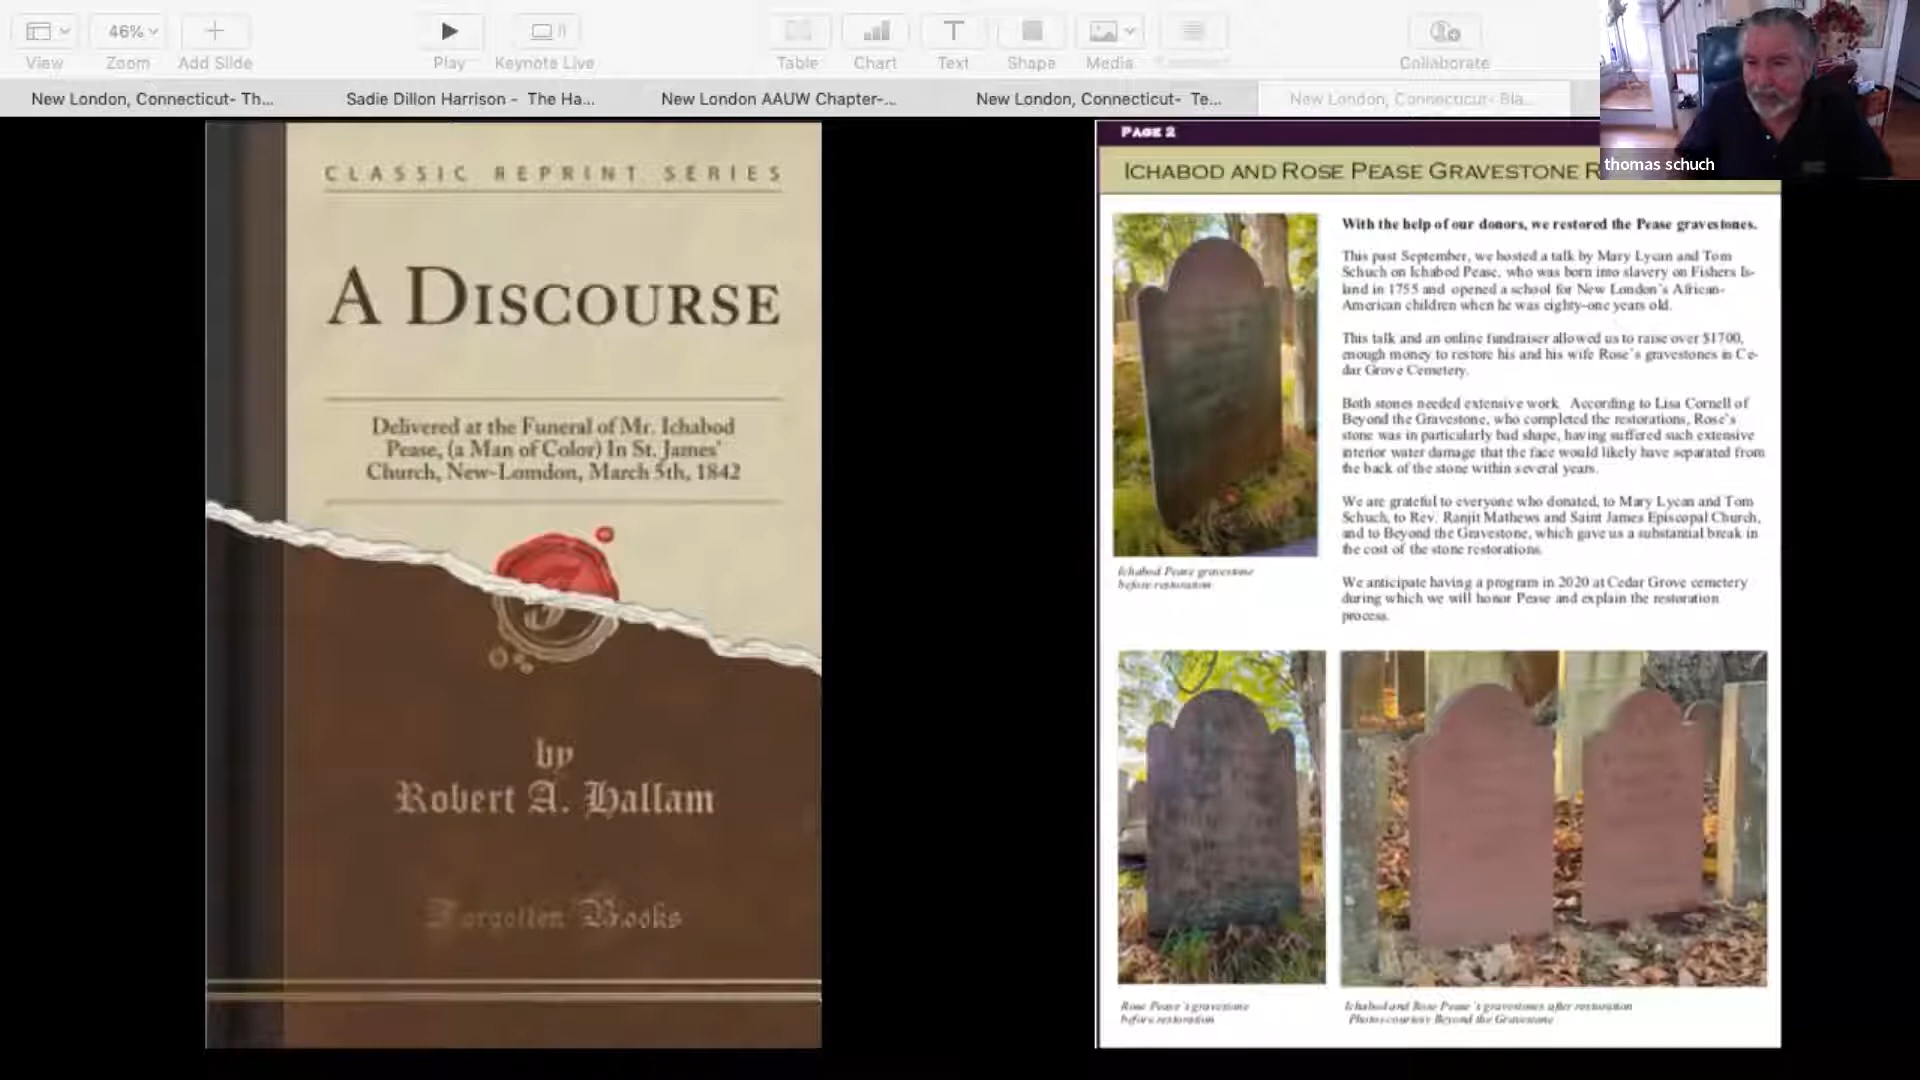 View
46%
Zoom
Add Slide
Play
Keynote Live
Table
Chart
Text
Shape
Media
Collaborate
New London, Connecticut- Th...
Sadie Dillon Harrison - The Ha...
New London AAUW Chapter-...
New London, Connecticut- Te...
New London, Connecticut- Bla...
thomas schuch
CLASSIC REPRINT SERIES
A DISCOURSE
Delivered at the Funeral of Mr. Ichabod
Pease, (a Man of Color) In St. James'
Church, New-Lomdon, March 5th, 1842
by
Robert A. Hallam
Forgotten Books
PAGE 2
ICHABOD AND ROSE PEASE GRAVESTONE R
With the help of our donors, we restored the Pease gravestones.
This past September, we hosted a talk by Mary Lycan and Tom
Schuch on Ichabod Pease, who was born into slavery on Fishers Is-
land in 1755 and opened a school for New London's African-
American children when he was eighty-one years old.
This talk and an online fundraiser allowed us to raise over $1700,
enough money to restore his and his wife Rose's gravestones in Ce-
dar Grove Cemetery.
Both stones needed extensive work. According to Lisa Cornell of
Beyond the Gravestone, who completed the restorations, Rose's
stone was in particularly bad shape, having suffered such extensive
interior water damage that the face would likely have separated from
the back of the stone within several years.
We are grateful to everyone who donated, to Mary Lycan and Tom
Schuch, to Rev. Ranjit Mathews and Saint James Episcopal Church,
and to Beyond the Gravestone, which gave us a substantial break in
the cost of the stone restorations.
We anticipate having a program in 2020 at Cedar Grove cemetery
during which we will honor Pease and explain the restoration
process.
Ichabod Pease gravestone
before restoration
Rose Pease's gravestone
before restoration
Ichabod and Rose Pease's gravestones after restoration
Photos courtesy Beyond the Gravestone